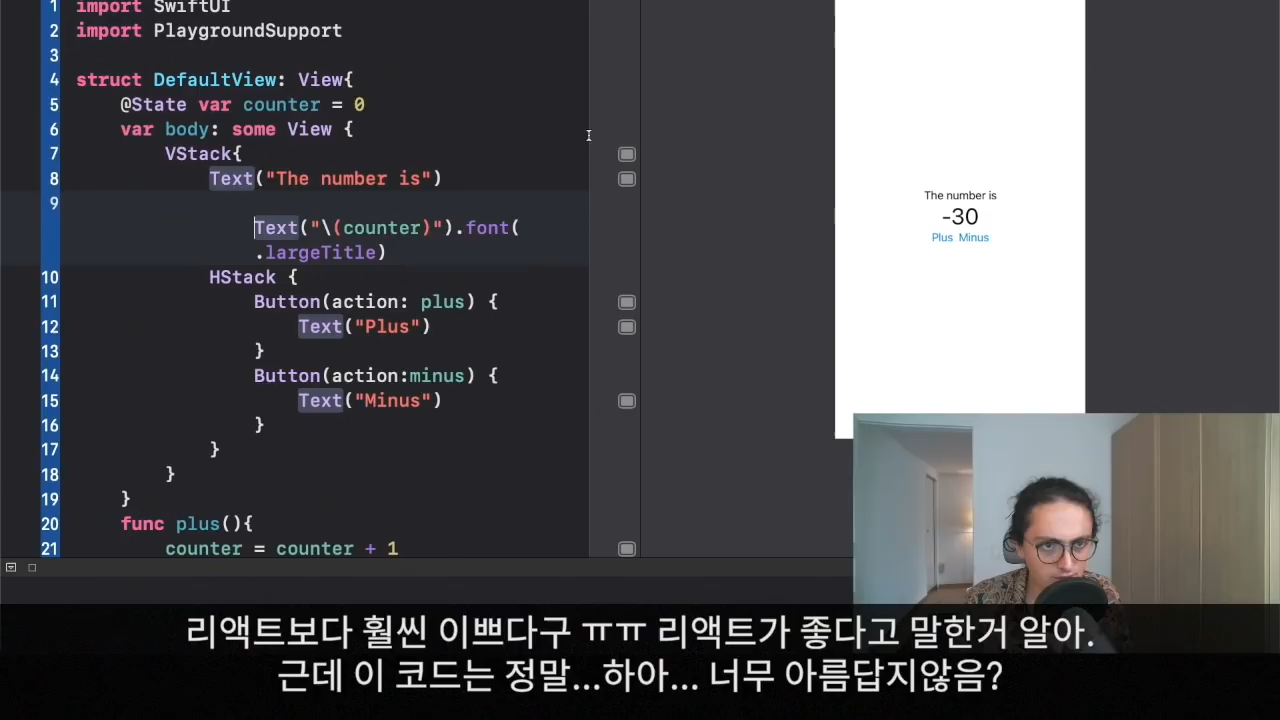 1 import SwiftUI
2 import PlaygroundSupport
3
4 struct DefaultView: View{
5 @State var counter = 0
6 var body: some View {
7 VStack{
8 Text("The number is")
9
Text("\(counter)").font(
.largeTitle)
10 HStack {
11 Button(action: plus) {
12 Text("Plus")
13 }
14 Button(action:minus) {
15 Text("Minus")
16 }
17 }
18 }
19 }
20 func plus(){
21 counter = counter + 1
The number is
-30
Plus Minus
리액트보다 훨씬 이쁘다구 ㅠㅠ 리액트가 좋다고 말한거 알아.
근데 이 코드는 정말...하아... 너무 아름답지않음?